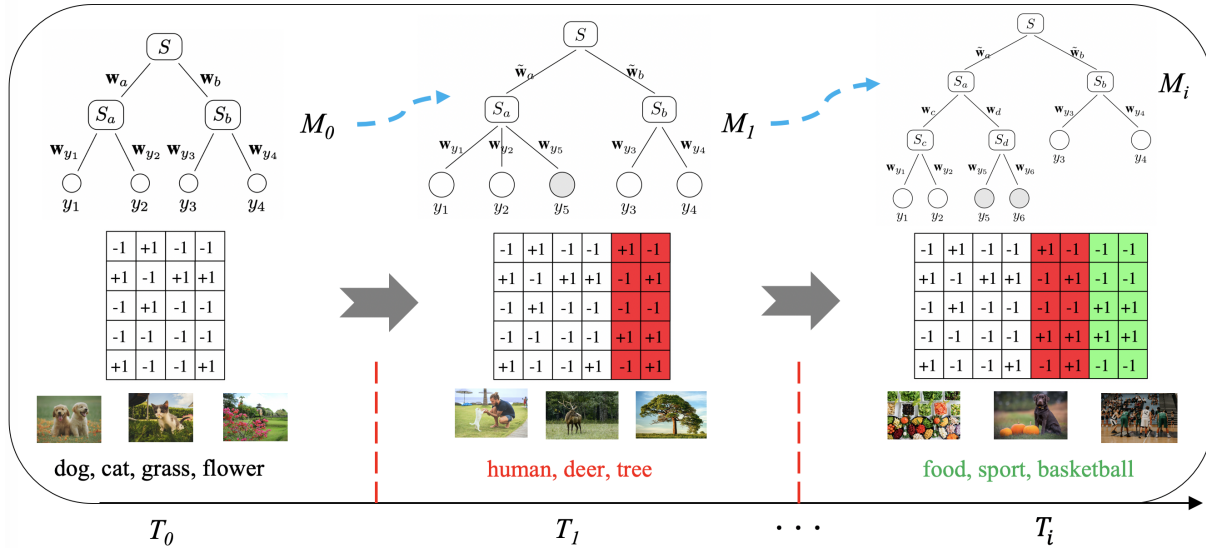 S
w_a w_b
S_a S_b
w_y1 w_y2 w_y3 w_y4
y1 y2 y3 y4
-1 +1 -1 -1
+1 -1 +1 +1
-1 +1 -1 -1
-1 -1 -1 -1
+1 -1 -1 +1
dog, cat, grass, flower
T0
M0
S
w̃_a w̃_b
S_a S_b
w_y1 w_y2 w_y5 w_y3 w_y4
y1 y2 y5 y3 y4
-1 +1 -1 -1 +1 -1
+1 -1 +1 +1 -1 +1
-1 +1 -1 -1 -1 -1
-1 -1 -1 -1 +1 +1
+1 -1 -1 -1 -1 +1
human, deer, tree
T1
M1
· · ·
S
w̃_a w̃_b
S_a S_b
w_c w_d w_y3 w_y4
S_c S_d y3 y4
w_y1 w_y2 w_y5 w_y6
y1 y2 y5 y6
Mi
-1 +1 -1 -1 +1 -1 -1 -1
+1 -1 +1 +1 -1 +1 -1 -1
-1 +1 -1 -1 -1 -1 +1 +1
-1 -1 -1 -1 +1 +1 +1 +1
+1 -1 -1 -1 -1 +1 -1 -1
food, sport, basketball
Ti